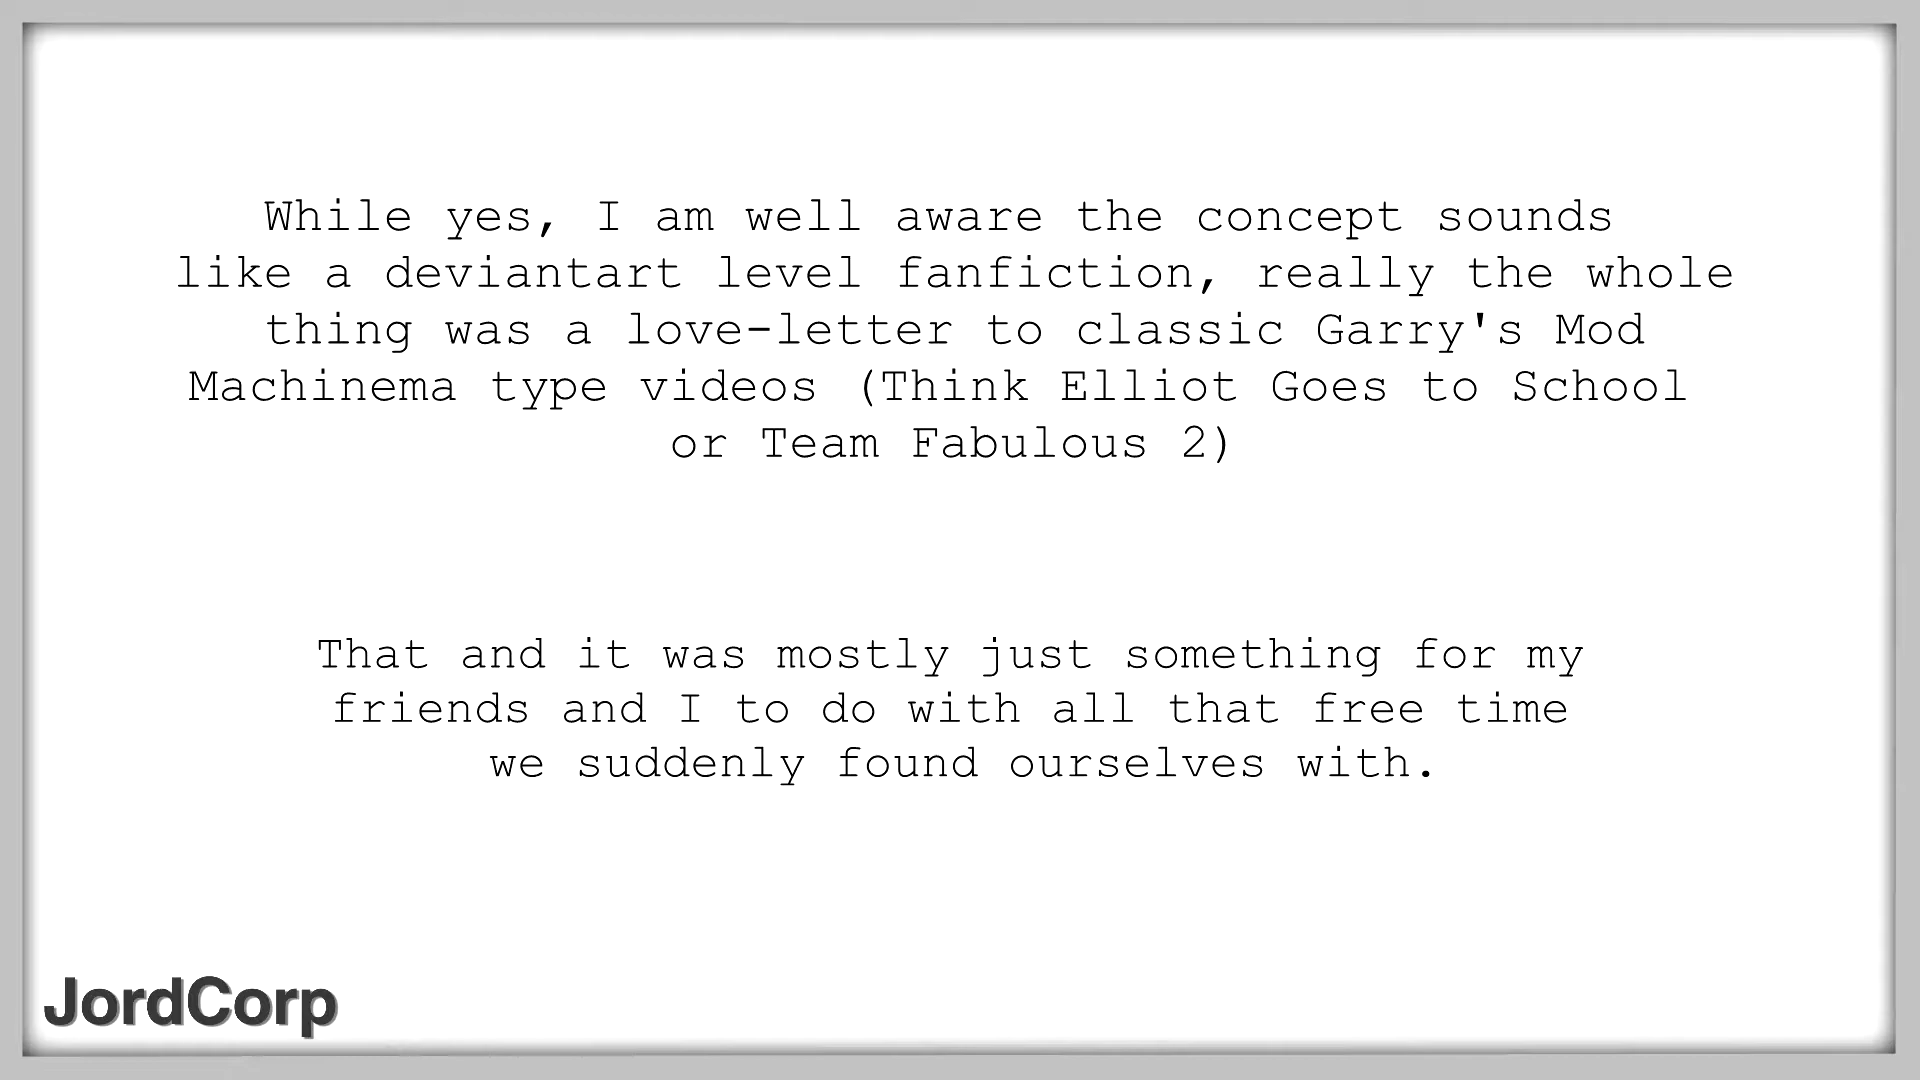 While yes, I am well aware the concept sounds
like a deviantart level fanfiction, really the whole
thing was a love-letter to classic Garry's Mod
Machinema type videos (Think Elliot Goes to School
or Team Fabulous 2)
That and it was mostly just something for my
friends and I to do with all that free time
we suddenly found ourselves with.
JordCorp